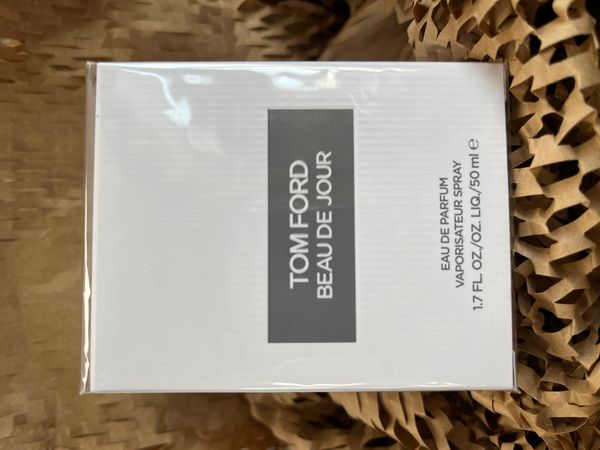 TOM FORD
BEAU DE JOUR
EAU DE PARFUM
VAPORISATEUR SPRAY
1.7 FL. OZ./OZ. LIQ./50 ml ℮